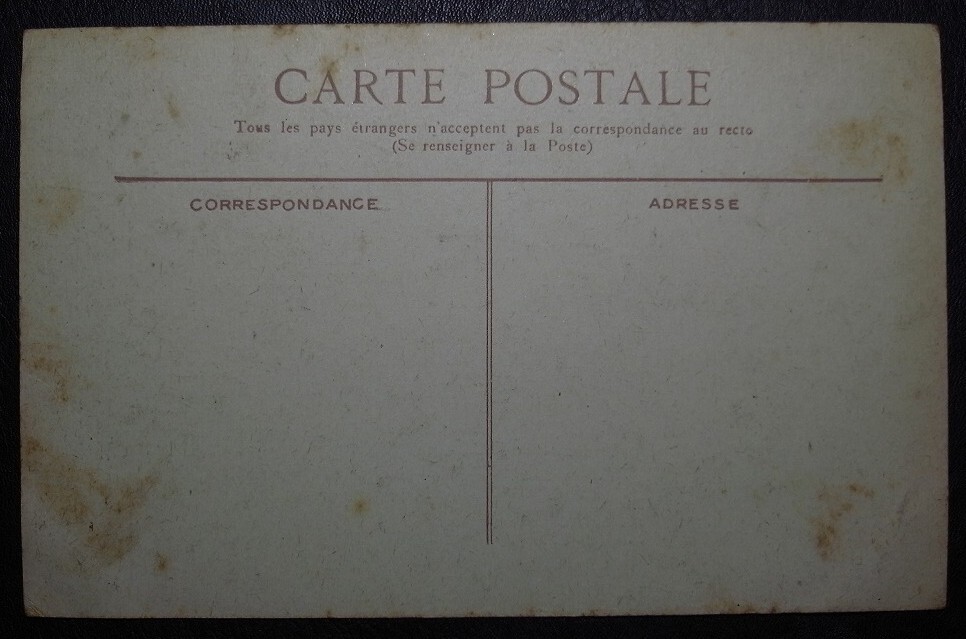 CARTE POSTALE
Tous les pays étrangers n'acceptent pas la correspondance au recto
(Se renseigner à la Poste)
CORRESPONDANCE
ADRESSE